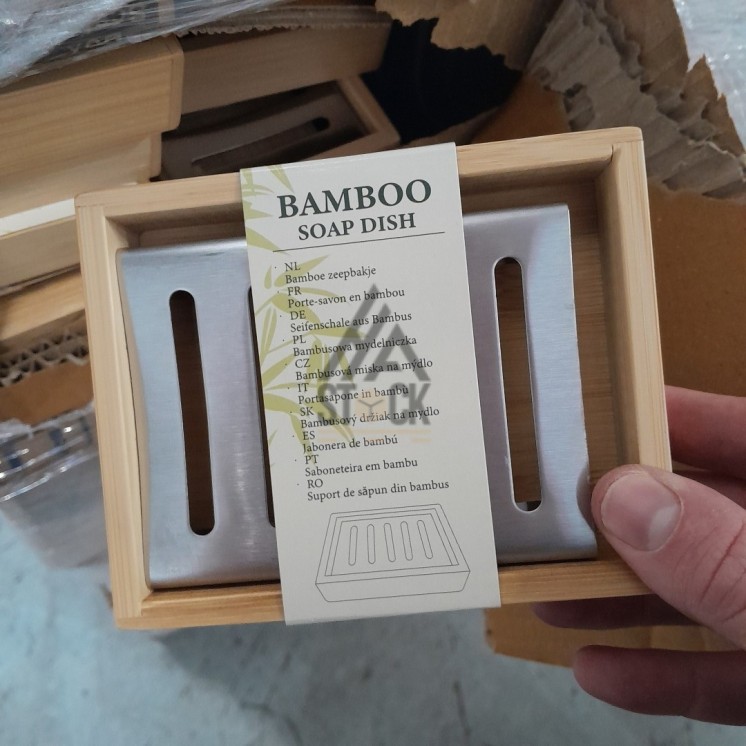 BAMBOO
SOAP DISH
· NL
Bamboe zeepbakje
· FR
Porte-savon en bambou
· DE
Seifenschale aus Bambus
· PL
Bambusowa mydelniczka
· CZ
Bambusová miska na mýdlo
· IT
Portasapone in bambù
· SK
Bambusový držiak na mydlo
· ES
Jabonera de bambú
· PT
Saboneteira em bambu
· RO
Suport de săpun din bambus
STOCK